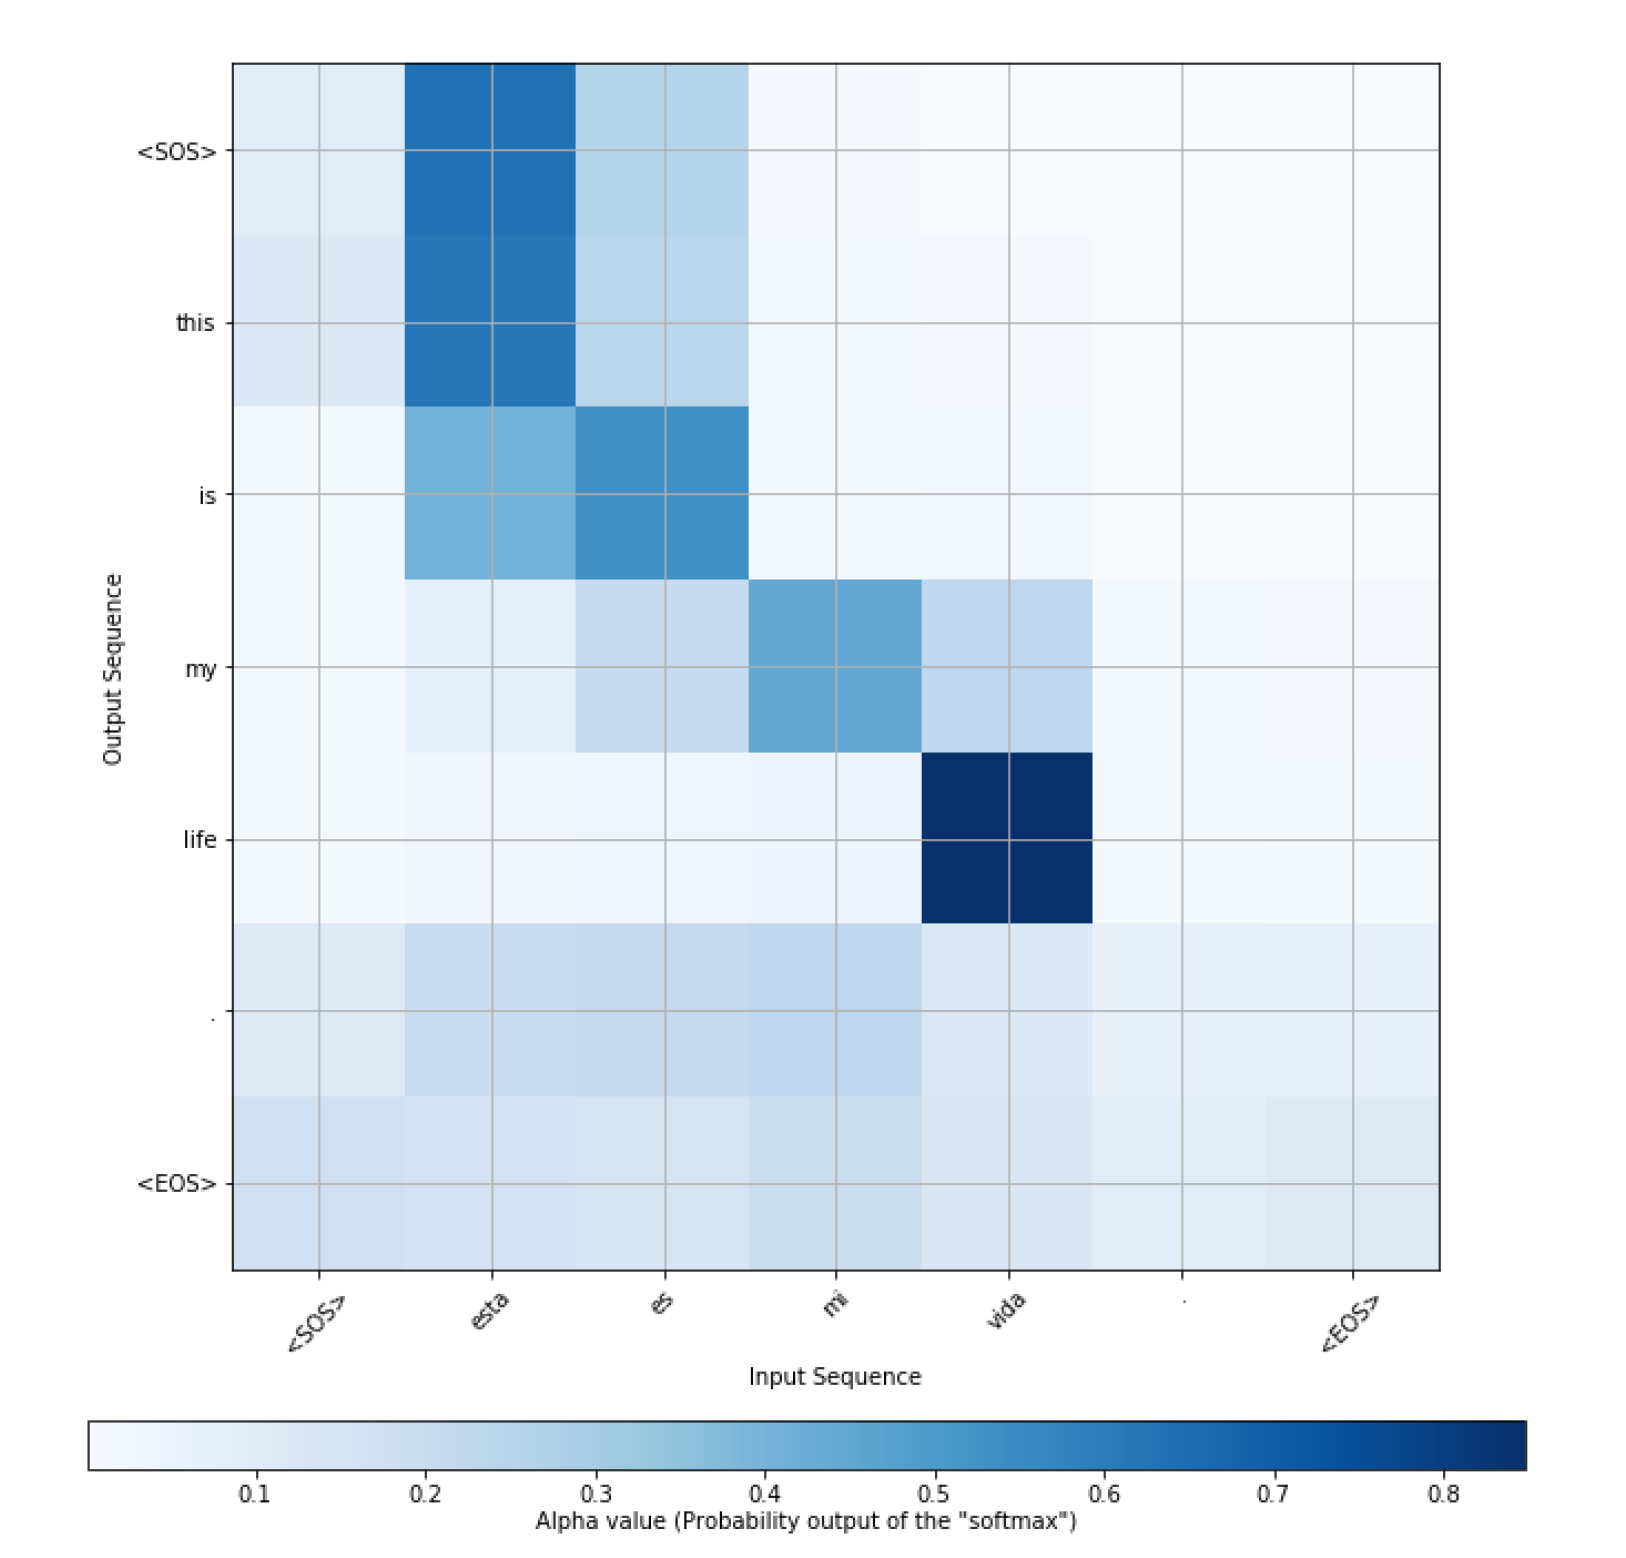 <SOS>
this
is
my
life
.
<EOS>
Output Sequence
<SOS>
esta
es
mi
vida
.
<EOS>
Input Sequence
0.1 0.2 0.3 0.4 0.5 0.6 0.7 0.8
Alpha value (Probability output of the "softmax")